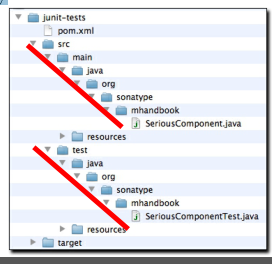 junit-tests
pom.xml
src
main
java
org
sonatype
mhandbook
SeriousComponent.java
resources
test
java
org
sonatype
mhandbook
SeriousComponentTest.java
resources
target